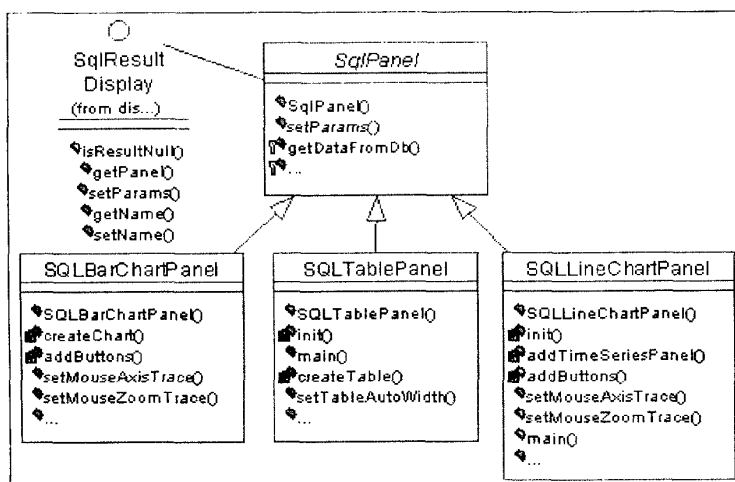 SqlResult
Display
(from dis...)
isResultNull()
getPanel()
setParams()
getName()
setName()
SqlPanel
SqlPanel()
setParams()
getDataFromDb()
...
SQLBarChartPanel
SQLBarChartPanel()
createChart()
addButtons()
setMouseAxisTrace()
setMouseZoomTrace()
...
SQLTablePanel
SQLTablePanel()
init()
main()
createTable()
setTableAutoWidth()
...
SQLLineChartPanel
SQLLineChartPanel()
init()
addTimeSeriesPanel()
addButtons()
setMouseAxisTrace()
setMouseZoomTrace()
main()
...